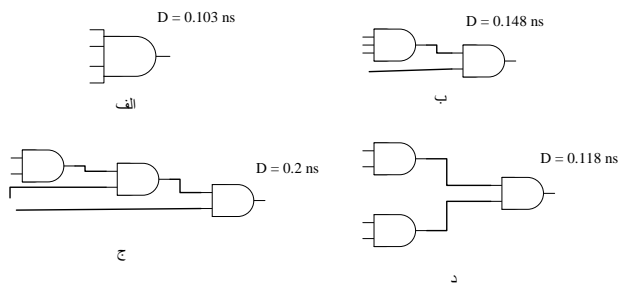 D = 0.103 ns
الف
D = 0.148 ns
ب
D = 0.2 ns
ج
D = 0.118 ns
د